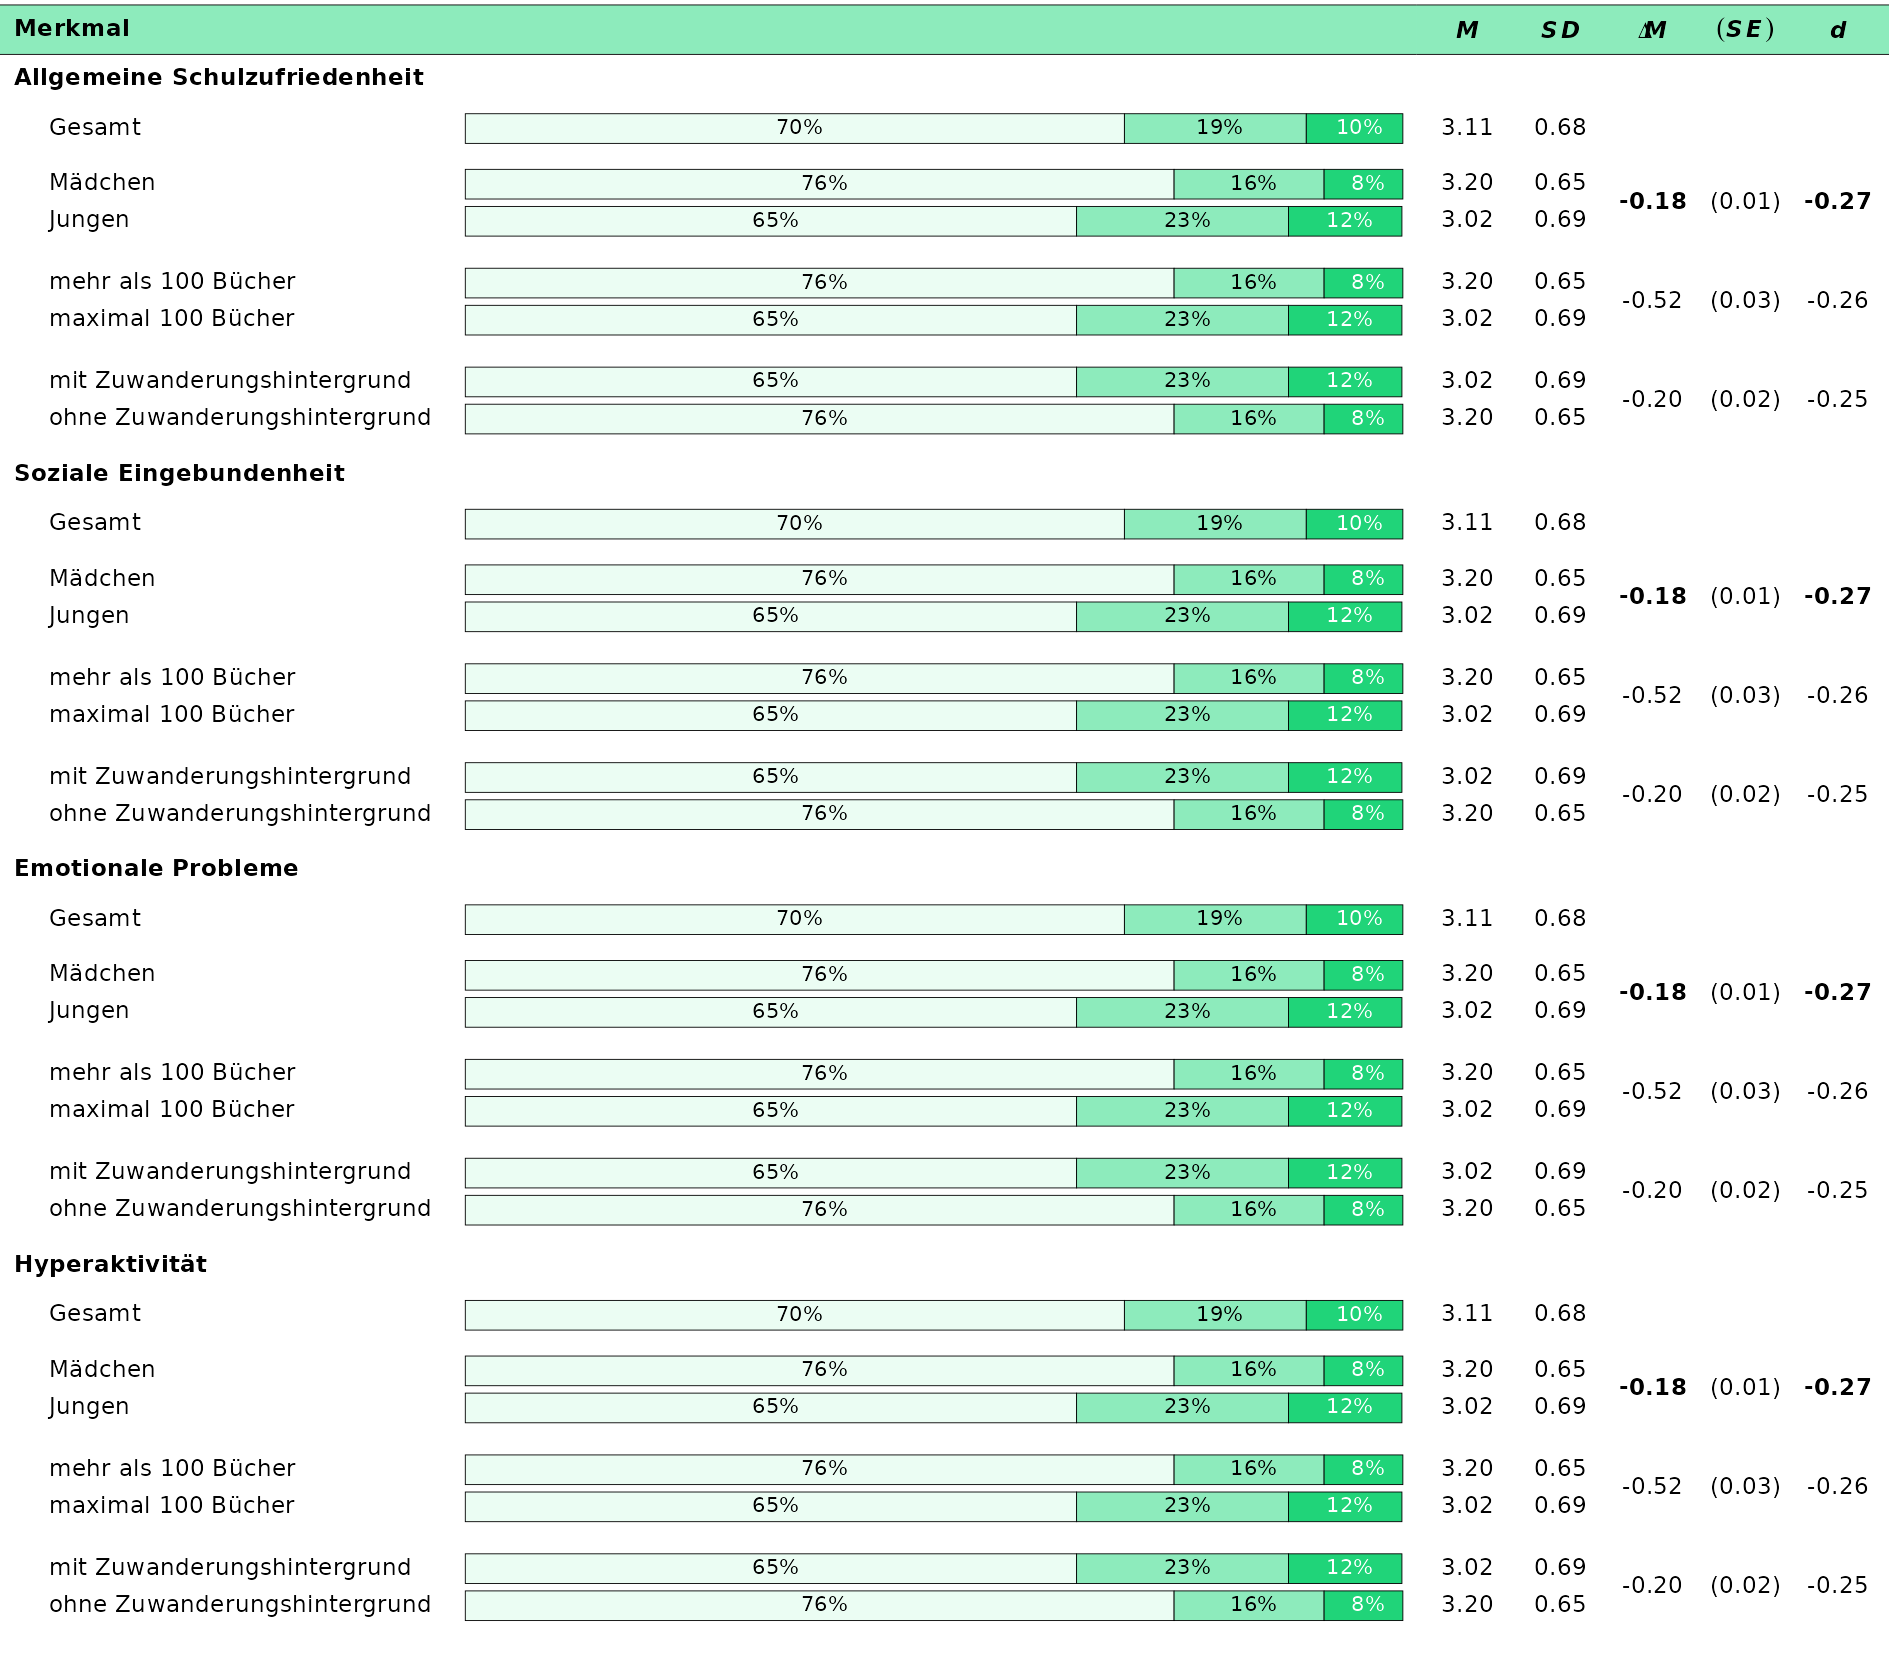 Merkmal M SD ΔM (SE) d
Allgemeine Schulzufriedenheit
Gesamt 70% 19% 10% 3.11 0.68
Mädchen 76% 16% 8% 3.20 0.65
-0.18 (0.01) -0.27
Jungen 65% 23% 12% 3.02 0.69
mehr als 100 Bücher 76% 16% 8% 3.20 0.65
-0.52 (0.03) -0.26
maximal 100 Bücher 65% 23% 12% 3.02 0.69
mit Zuwanderungshintergrund 65% 23% 12% 3.02 0.69
-0.20 (0.02) -0.25
ohne Zuwanderungshintergrund 76% 16% 8% 3.20 0.65
Soziale Eingebundenheit
Gesamt 70% 19% 10% 3.11 0.68
Mädchen 76% 16% 8% 3.20 0.65
-0.18 (0.01) -0.27
Jungen 65% 23% 12% 3.02 0.69
mehr als 100 Bücher 76% 16% 8% 3.20 0.65
-0.52 (0.03) -0.26
maximal 100 Bücher 65% 23% 12% 3.02 0.69
mit Zuwanderungshintergrund 65% 23% 12% 3.02 0.69
-0.20 (0.02) -0.25
ohne Zuwanderungshintergrund 76% 16% 8% 3.20 0.65
Emotionale Probleme
Gesamt 70% 19% 10% 3.11 0.68
Mädchen 76% 16% 8% 3.20 0.65
-0.18 (0.01) -0.27
Jungen 65% 23% 12% 3.02 0.69
mehr als 100 Bücher 76% 16% 8% 3.20 0.65
-0.52 (0.03) -0.26
maximal 100 Bücher 65% 23% 12% 3.02 0.69
mit Zuwanderungshintergrund 65% 23% 12% 3.02 0.69
-0.20 (0.02) -0.25
ohne Zuwanderungshintergrund 76% 16% 8% 3.20 0.65
Hyperaktivität
Gesamt 70% 19% 10% 3.11 0.68
Mädchen 76% 16% 8% 3.20 0.65
-0.18 (0.01) -0.27
Jungen 65% 23% 12% 3.02 0.69
mehr als 100 Bücher 76% 16% 8% 3.20 0.65
-0.52 (0.03) -0.26
maximal 100 Bücher 65% 23% 12% 3.02 0.69
mit Zuwanderungshintergrund 65% 23% 12% 3.02 0.69
-0.20 (0.02) -0.25
ohne Zuwanderungshintergrund 76% 16% 8% 3.20 0.65